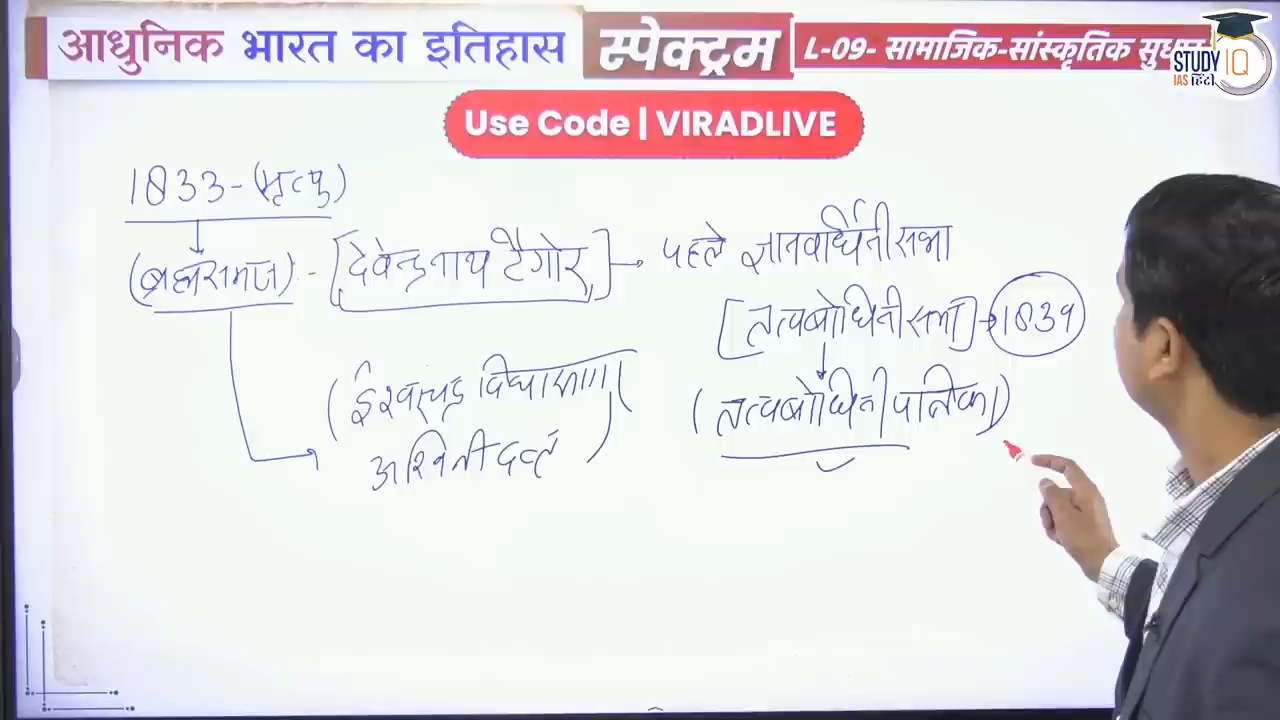 आधुनिक भारत का इतिहास स्पेक्ट्रम L-09- सामाजिक-सांस्कृतिक सुधार
STUDY IQ
IAS हिंदी
Use Code | VIRADLIVE
1833 - (मृत्यु)
(ब्रह्मसमाज) - [देवेन्द्रनाथ टैगोर] → पहले ज्ञानवर्धिनी सभा
[तत्वबोधिनी सभा] → 1839
(ईश्वरचंद्र विद्यासागर
(तत्वबोधिनी पत्रिका)
अश्विनी दत्त)